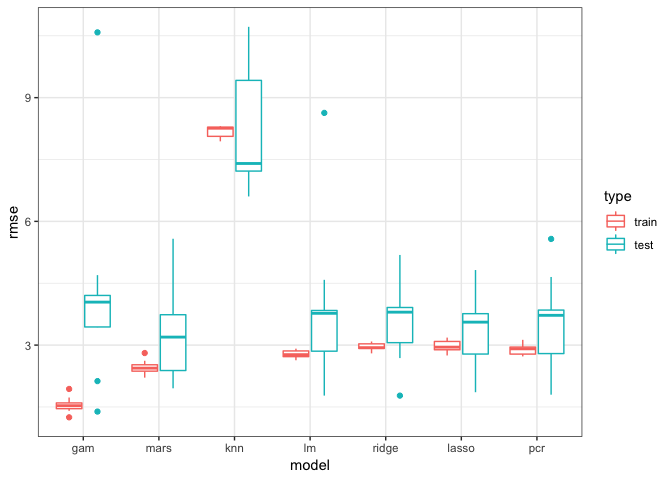 9
6
3
rmse
gam mars knn lm ridge lasso pcr
model
type
train
test